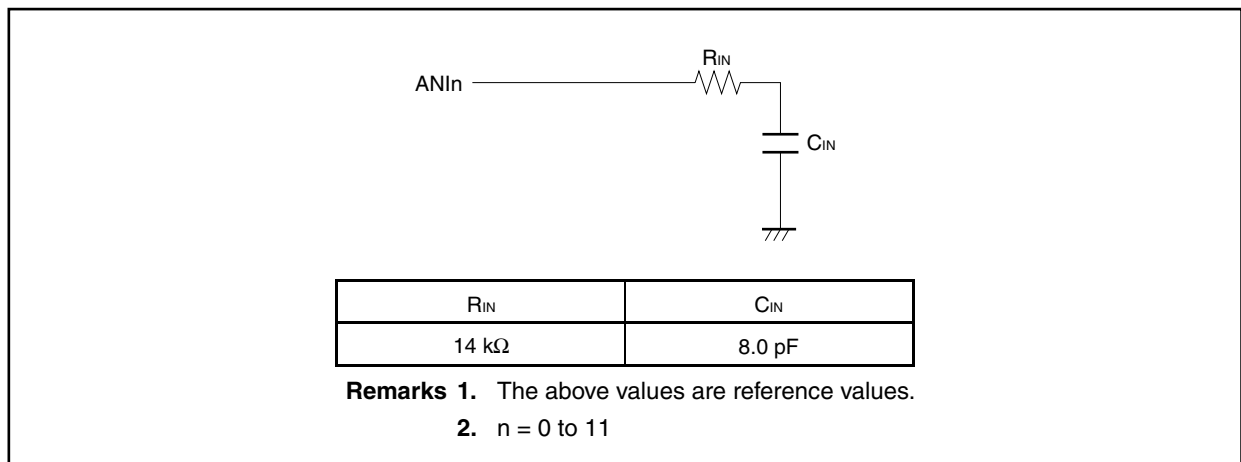 RIN
ANIn
CIN
RIN CIN
14 kΩ 8.0 pF
Remarks 1. The above values are reference values.
2. n = 0 to 11